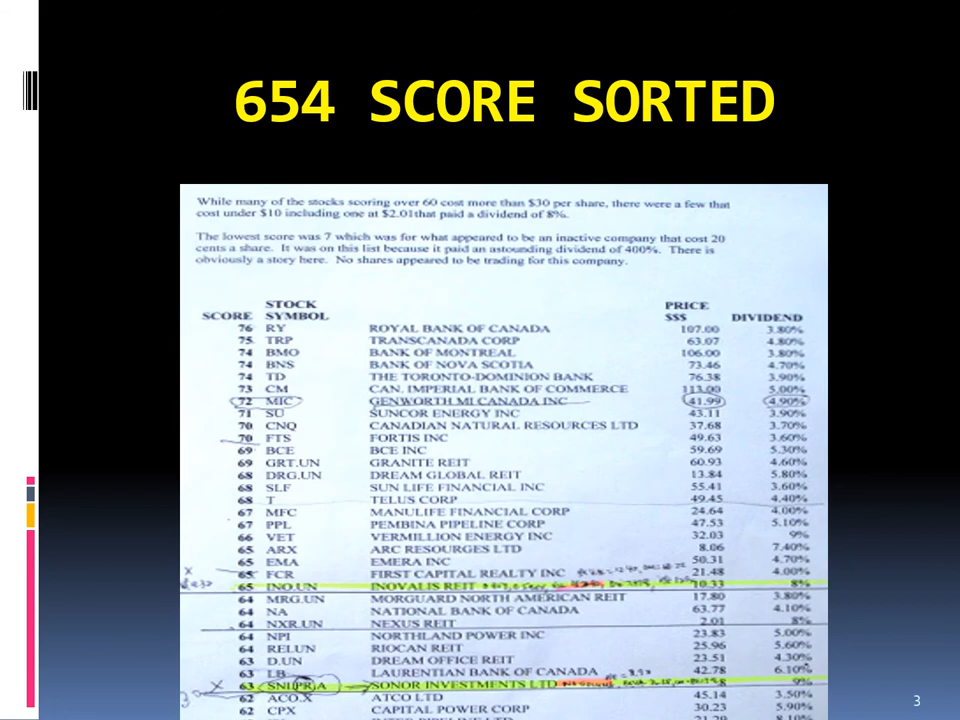 654 SCORE SORTED
While many of the stocks scoring over 60 cost more than $30 per share, there were a few that
cost under $10 including one at $2.01that paid a dividend of 8%.
The lowest score was 7 which was for what appeared to be an inactive company that cost 20
cents a share. It was on this list because it paid an astounding dividend of 400%. There is
obviously a story here. No shares appeared to be trading for this company.
STOCK PRICE
SCORE SYMBOL $$$ DIVIDEND
76 RY ROYAL BANK OF CANADA 107.00 3.80%
75 TRP TRANSCANADA CORP 63.07 4.80%
74 BMO BANK OF MONTREAL 106.00 3.80%
74 BNS BANK OF NOVA SCOTIA 73.46 4.70%
74 TD THE TORONTO-DOMINION BANK 76.38 3.90%
73 CM CAN. IMPERIAL BANK OF COMMERCE 113.00 5.00%
72 MIC GENWORTH MI CANADA INC 41.99 4.90%
71 SU SUNCOR ENERGY INC 43.11 3.90%
70 CNQ CANADIAN NATURAL RESOURCES LTD 37.68 3.70%
70 FTS FORTIS INC 49.63 3.60%
69 BCE BCE INC 59.69 5.30%
69 GRT.UN GRANITE REIT 60.93 4.60%
68 DRG.UN DREAM GLOBAL REIT 13.84 5.80%
68 SLF SUN LIFE FINANCIAL INC 55.41 3.60%
68 T TELUS CORP 49.45 4.40%
67 MFC MANULIFE FINANCIAL CORP 24.64 4.00%
67 PPL PEMBINA PIPELINE CORP 47.53 5.10%
66 VET VERMILLION ENERGY INC 32.03 9%
65 ARX ARC RESOURGES LTD 8.06 7.40%
65 EMA EMERA INC 50.31 4.70%
65 FCR FIRST CAPITAL REALTY INC 21.48 4.00%
65 INO.UN INOVALIS REIT 10.33 8%
64 MRG.UN MORGUARD NORTH AMERICAN REIT 17.80 3.80%
64 NA NATIONAL BANK OF CANADA 63.77 4.10%
64 NXR.UN NEXUS REIT 2.01 8%
64 NPI NORTHLAND POWER INC 23.83 5.00%
64 REI.UN RIOCAN REIT 25.96 5.60%
63 D.UN DREAM OFFICE REIT 23.51 4.30%
63 LB LAURENTIAN BANK OF CANADA 42.78 6.10%
63 SNI.PR.A SONOR INVESTMENTS LTD 9%
62 ACO.X ATCO LTD 45.14 3.50%
62 CPX CAPITAL POWER CORP 30.23 5.90%
3